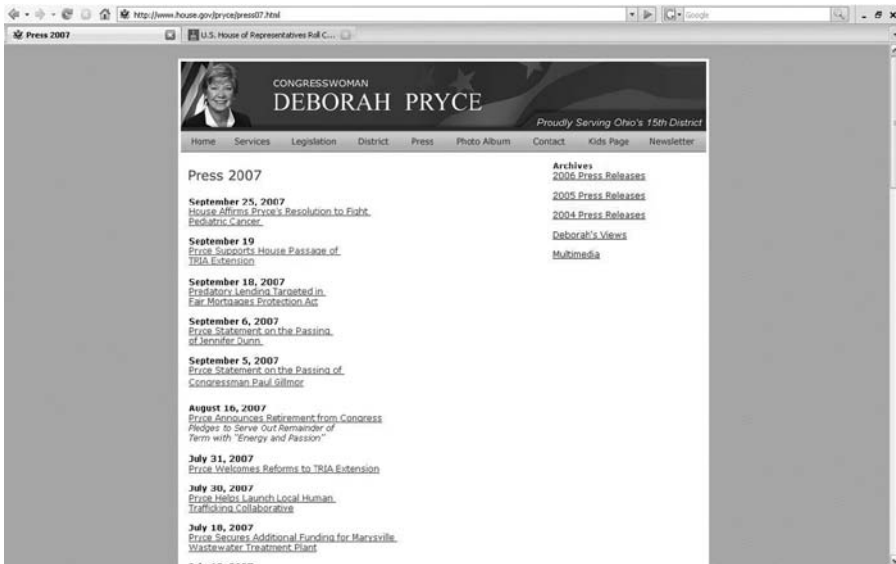 http://www.house.gov/pryce/press07.html
Google
Press 2007
U.S. House of Representatives Roll C...
CONGRESSWOMAN
DEBORAH PRYCE
Proudly Serving Ohio's 15th District
Home Services Legislation District Press Photo Album Contact Kids Page Newsletter
Press 2007
September 25, 2007
House Affirms Pryce's Resolution to Fight
Pediatric Cancer
September 19
Pryce Supports House Passage of
TRIA Extension
September 18, 2007
Predatory Lending Targeted in
Fair Mortgages Protection Act
September 6, 2007
Pryce Statement on the Passing
of Jennifer Dunn
September 5, 2007
Pryce Statement on the Passing of
Congressman Paul Gillmor
August 16, 2007
Pryce Announces Retirement from Congress
Pledges to Serve Out Remainder of
Term with "Energy and Passion"
July 31, 2007
Pryce Welcomes Reforms to TRIA Extension
July 30, 2007
Pryce Helps Launch Local Human
Trafficking Collaborative
July 18, 2007
Pryce Secures Additional Funding for Marysville
Wastewater Treatment Plant
Archives
2006 Press Releases
2005 Press Releases
2004 Press Releases
Deborah's Views
Multimedia